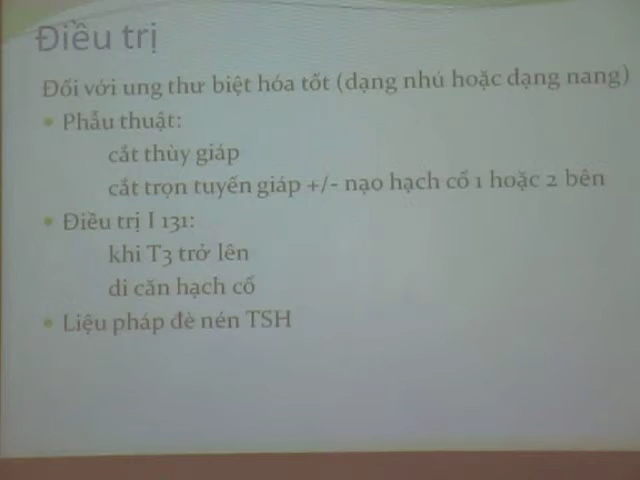 Điều trị
Đối với ung thư biệt hóa tốt (dạng nhú hoặc dạng nang)
• Phẫu thuật:
cắt thùy giáp
cắt trọn tuyến giáp +/- nạo hạch cổ 1 hoặc 2 bên
• Điều trị I 131:
khi T3 trở lên
di căn hạch cổ
• Liệu pháp đè nén TSH